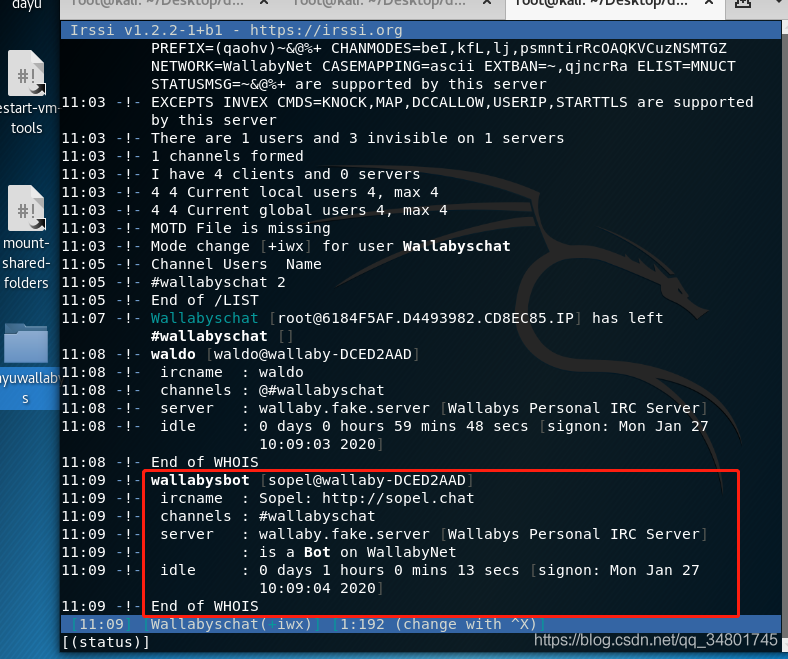 dayu
root@kali: ~/Desktop/d...
root@kali: ~/Desktop/d...
root@kali: ~/Desktop/d...
Irssi v1.2.2-1+b1 - https://irssi.org
PREFIX=(qaohv)~&@%+ CHANMODES=beI,kfL,lj,psmntirRcOAQKVCuzNSMTGZ
NETWORK=WallabyNet CASEMAPPING=ascii EXTBAN=~,qjncrRa ELIST=MNUCT
STATUSMSG=~&@%+ are supported by this server
11:03 -!- EXCEPTS INVEX CMDS=KNOCK,MAP,DCCALLOW,USERIP,STARTTLS are supported
by this server
11:03 -!- There are 1 users and 3 invisible on 1 servers
11:03 -!- 1 channels formed
11:03 -!- I have 4 clients and 0 servers
11:03 -!- 4 4 Current local users 4, max 4
11:03 -!- 4 4 Current global users 4, max 4
11:03 -!- MOTD File is missing
11:03 -!- Mode change [+iwx] for user Wallabyschat
11:05 -!- Channel Users  Name
11:05 -!- #wallabyschat 2
11:05 -!- End of /LIST
11:07 -!- Wallabyschat [root@6184F5AF.D4493982.CD8EC85.IP] has left
#wallabyschat []
11:08 -!- waldo [waldo@wallaby-DCED2AAD]
11:08 -!-  ircname  : waldo
11:08 -!-  channels : @#wallabyschat
11:08 -!-  server   : wallaby.fake.server [Wallabys Personal IRC Server]
11:08 -!-  idle     : 0 days 0 hours 59 mins 48 secs [signon: Mon Jan 27
10:09:03 2020]
11:08 -!- End of WHOIS
11:09 -!- wallabysbot [sopel@wallaby-DCED2AAD]
11:09 -!-  ircname  : Sopel: http://sopel.chat
11:09 -!-  channels : #wallabyschat
11:09 -!-  server   : wallaby.fake.server [Wallabys Personal IRC Server]
11:09 -!-           : is a Bot on WallabyNet
11:09 -!-  idle     : 0 days 1 hours 0 mins 13 secs [signon: Mon Jan 27
10:09:04 2020]
11:09 -!- End of WHOIS
[11:09] [Wallabyschat(+iwx)] [1:192 (change with ^X)]
[(status)]
#!
estart-vm-
tools
#!
mount-
shared-
folders
yuwallaby
s
https://blog.csdn.net/qq_34801745